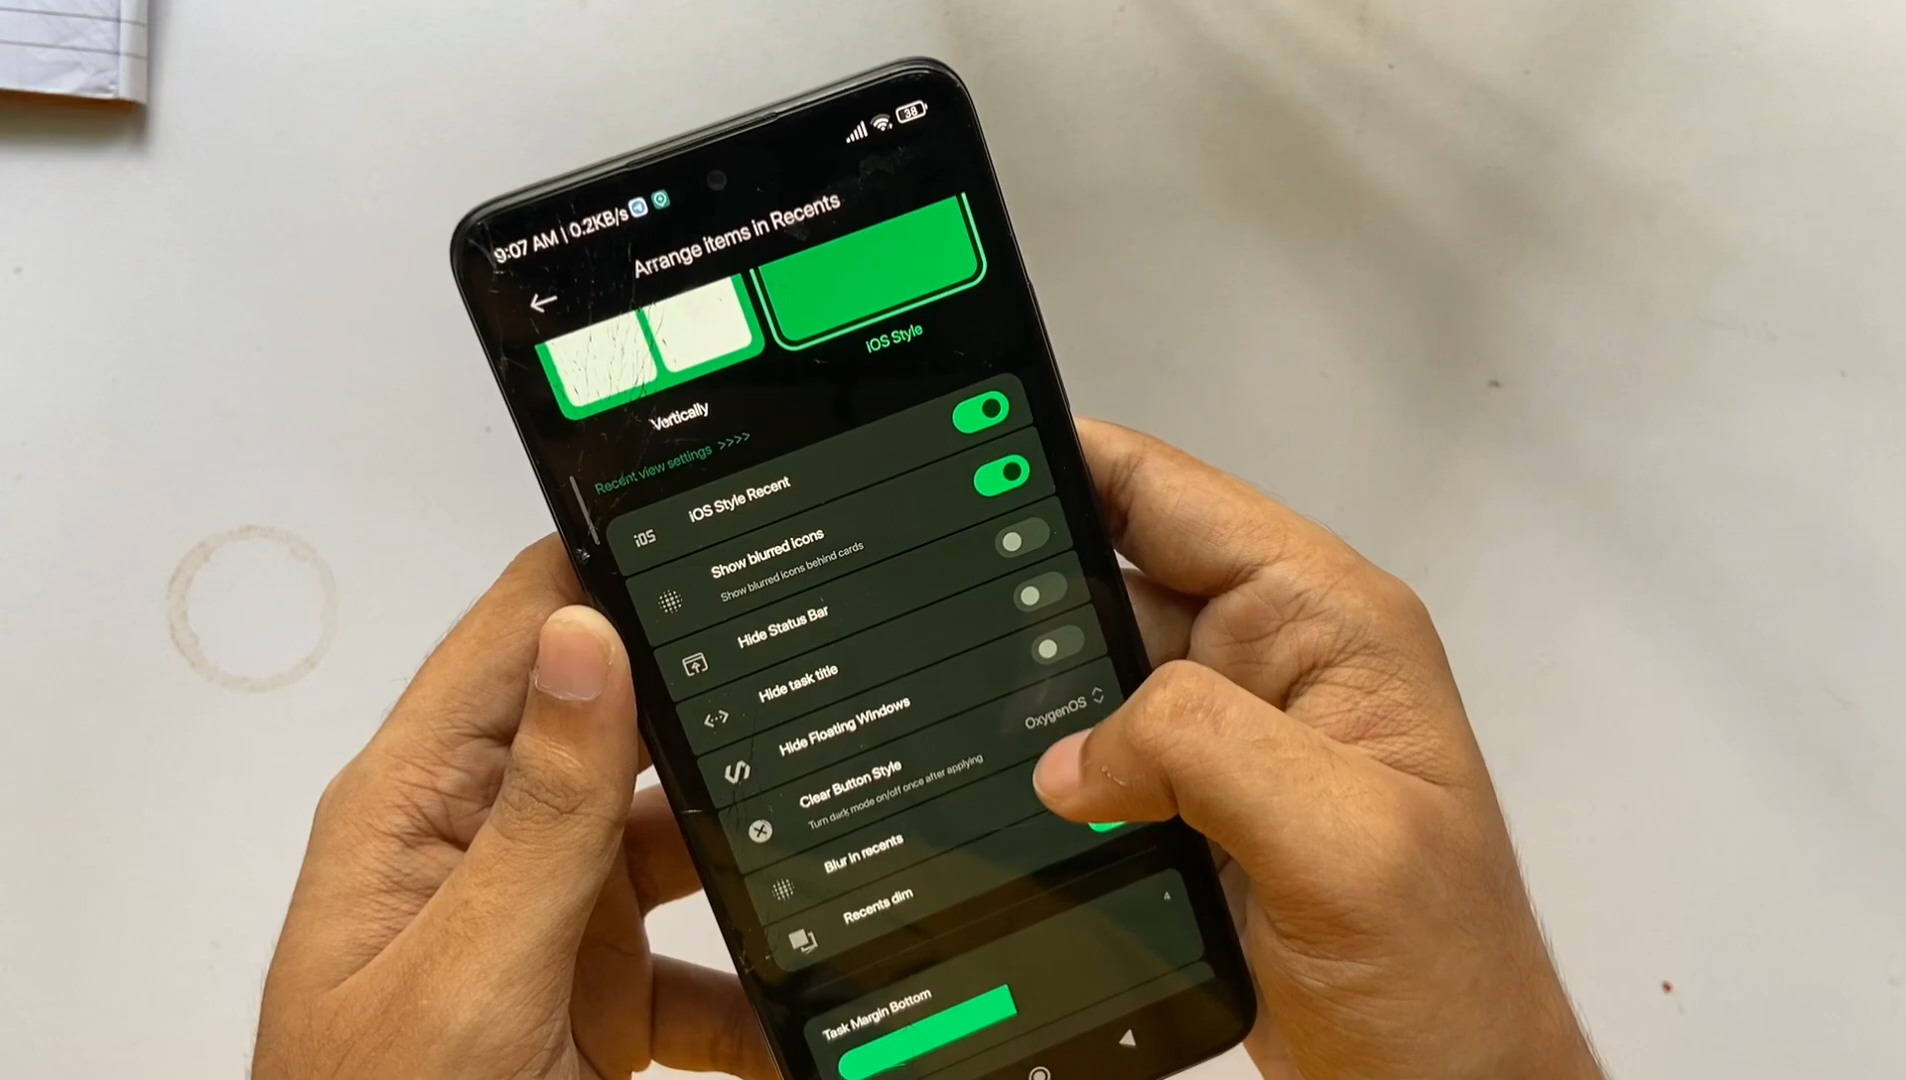 9:07 AM | 0.2KB/s
38
Arrange items in Recents
Vertically
iOS Style
Recent view settings >>>>
iOS
iOS Style Recent
Show blurred icons
Show blurred icons behind cards
Hide Status Bar
Hide task title
Hide Floating Windows
Clear Button Style
Turn dark mode on/off once after applying
OxygenOS
Blur in recents
Recents dim
4
Task Margin Bottom